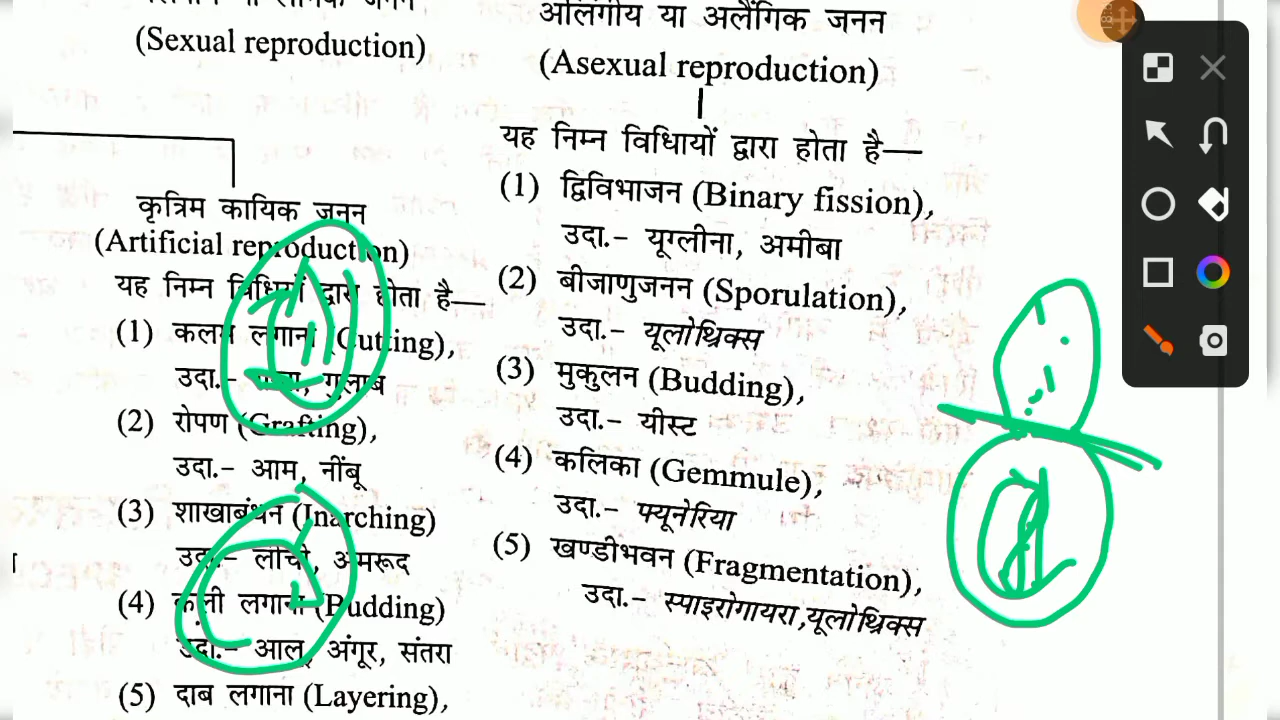 (Sexual reproduction)
कृत्रिम कायिक जनन
(Artificial reproduction)
यह निम्न विधियों द्वारा होता है—
(1) कलम लगाना (Cutting),
उदा.- गुलाब
(2) रोपण (Grafting),
उदा.- आम, नींबू
(3) शाखाबंधन (Inarching)
उदा.- लीची, अमरूद
(4) कली लगाना (Budding)
उदा.- आलू, अंगूर, संतरा
(5) दाब लगाना (Layering),
अलिंगीय या अलैंगिक जनन
(Asexual reproduction)
यह निम्न विधिायों द्वारा होता है—
(1) द्विविभाजन (Binary fission),
उदा.- यूग्लीना, अमीबा
(2) बीजाणुजनन (Sporulation),
उदा.- यूलोथ्रिक्स
(3) मुकुलन (Budding),
उदा.- यीस्ट
(4) कलिका (Gemmule),
उदा.- फ्यूनेरिया
(5) खण्डीभवन (Fragmentation),
उदा.- स्पाइरोगायरा,यूलोथ्रिक्स